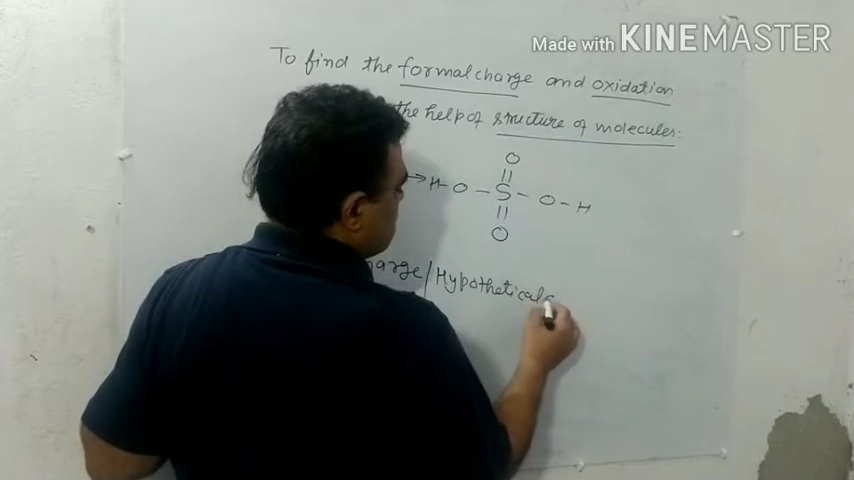 Made with KINEMASTER
To find the formal charge and oxidation
the help of structure of molecules:
O
||
→ H - O - S - O - H
||
O
arge / Hypothetical c